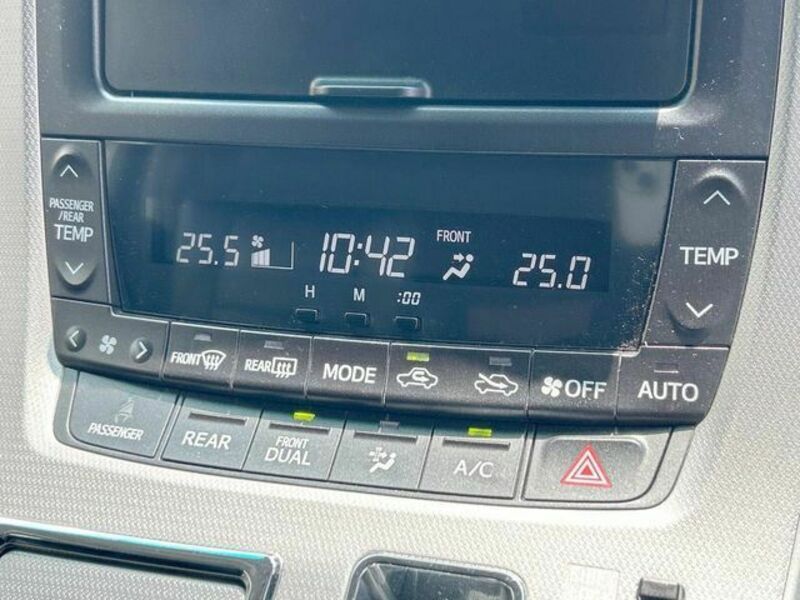 PASSENGER
/REAR
TEMP
25.5
10:42
FRONT
25.0
H M :00
TEMP
FRONT
REAR
MODE
OFF
AUTO
PASSENGER
REAR
FRONT
DUAL
A/C